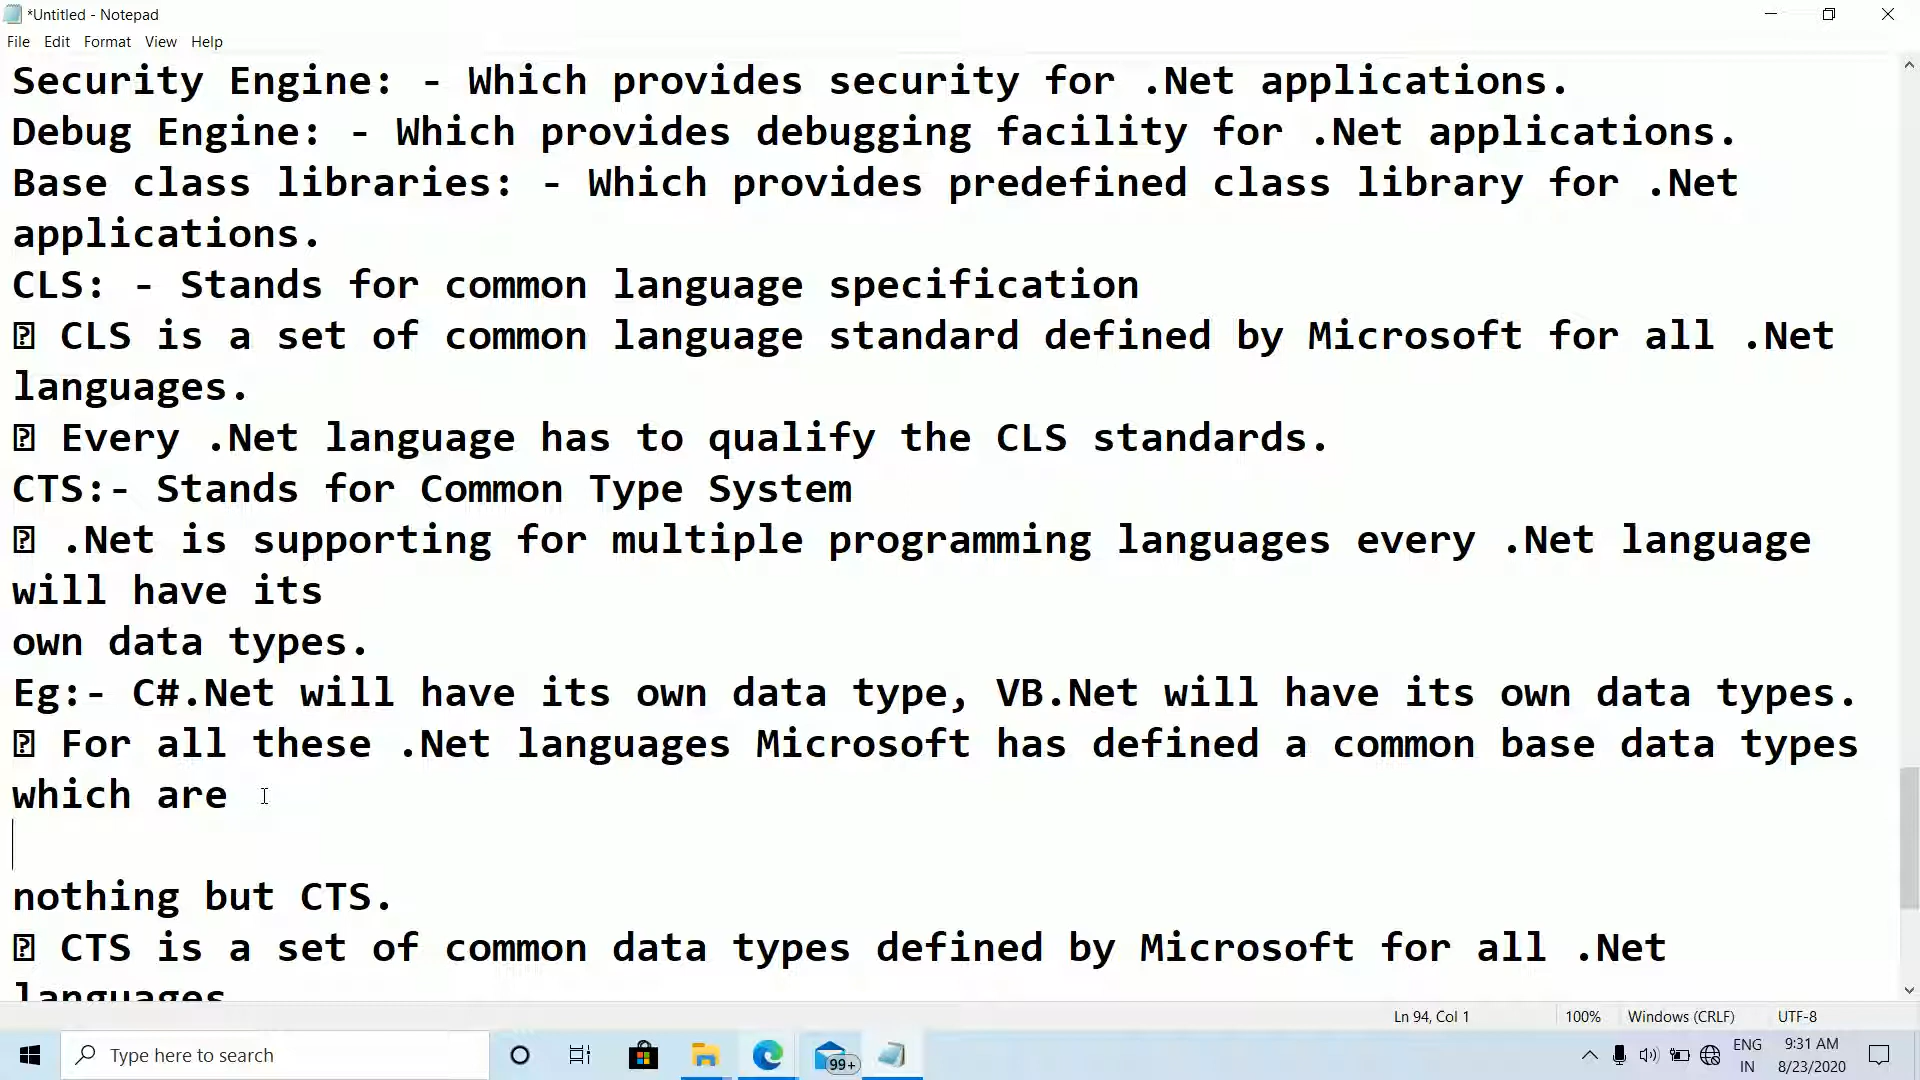 *Untitled - Notepad
File Edit Format View Help
Security Engine: - Which provides security for .Net applications.
Debug Engine: - Which provides debugging facility for .Net applications.
Base class libraries: - Which provides predefined class library for .Net
applications.
CLS: - Stands for common language specification
⍰ CLS is a set of common language standard defined by Microsoft for all .Net
languages.
⍰ Every .Net language has to qualify the CLS standards.
CTS:- Stands for Common Type System
⍰ .Net is supporting for multiple programming languages every .Net language
will have its
own data types.
Eg:- C#.Net will have its own data type, VB.Net will have its own data types.
⍰ For all these .Net languages Microsoft has defined a common base data types
which are
nothing but CTS.
⍰ CTS is a set of common data types defined by Microsoft for all .Net
languages
Ln 94, Col 1 100% Windows (CRLF) UTF-8
Type here to search 99+ ENG IN 9:31 AM 8/23/2020